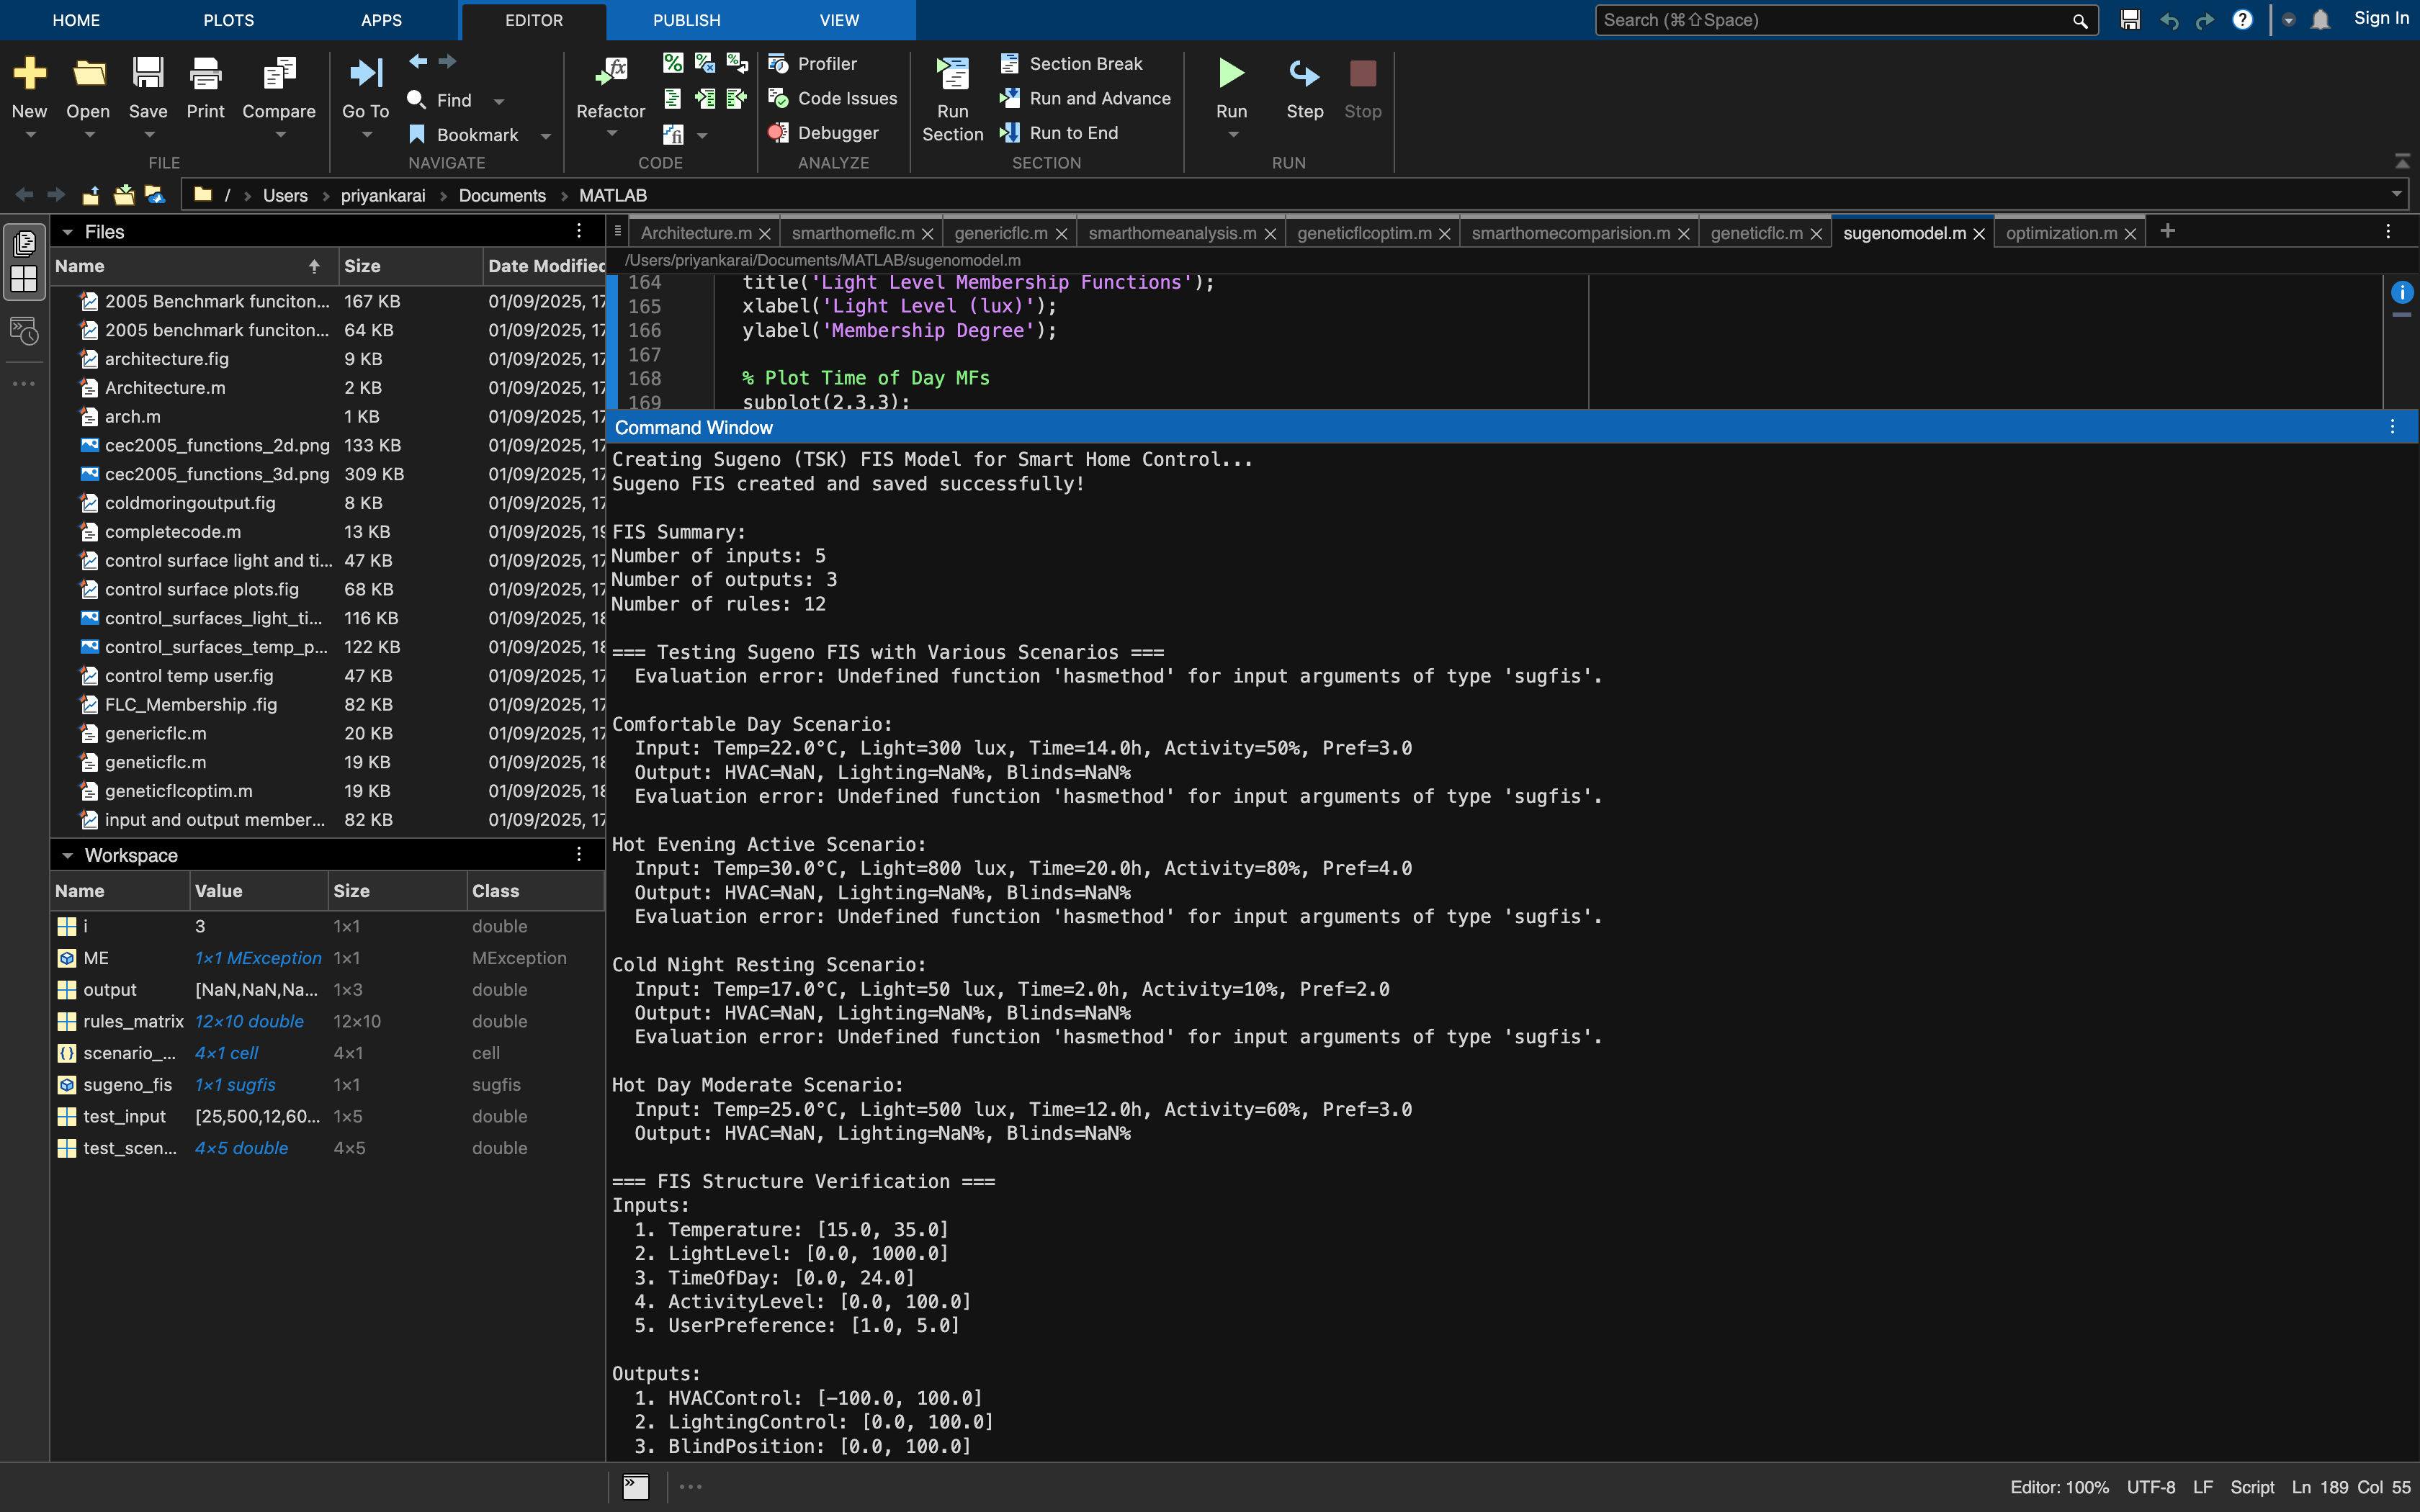 HOME PLOTS APPS EDITOR PUBLISH VIEW Search (⌘⇧Space) Sign In
New Open Save Print Compare Go To Find Bookmark Refactor Profiler Code Issues Debugger Run Section Section Break Run and Advance Run to End Run Step Stop
FILE NAVIGATE CODE ANALYZE SECTION RUN
/ › Users › priyankarai › Documents › MATLAB
Files
Name Size Date Modified
2005 Benchmark funciton... 167 KB 01/09/2025, 17
2005 benchmark funciton... 64 KB 01/09/2025, 17
architecture.fig 9 KB 01/09/2025, 17
Architecture.m 2 KB 01/09/2025, 17
arch.m 1 KB 01/09/2025, 17
cec2005_functions_2d.png 133 KB 01/09/2025, 17
cec2005_functions_3d.png 309 KB 01/09/2025, 17
coldmoringoutput.fig 8 KB 01/09/2025, 17
completecode.m 13 KB 01/09/2025, 19
control surface light and ti... 47 KB 01/09/2025, 17
control surface plots.fig 68 KB 01/09/2025, 17
control_surfaces_light_ti... 116 KB 01/09/2025, 18
control_surfaces_temp_p... 122 KB 01/09/2025, 18
control temp user.fig 47 KB 01/09/2025, 17
FLC_Membership .fig 82 KB 01/09/2025, 17
genericflc.m 20 KB 01/09/2025, 17
geneticflc.m 19 KB 01/09/2025, 18
geneticflcoptim.m 19 KB 01/09/2025, 18
input and output member... 82 KB 01/09/2025, 17
Workspace
Name Value Size Class
i 3 1×1 double
ME 1×1 MException 1×1 MException
output [NaN,NaN,Na... 1×3 double
rules_matrix 12×10 double 12×10 double
scenario_... 4×1 cell 4×1 cell
sugeno_fis 1×1 sugfis 1×1 sugfis
test_input [25,500,12,60... 1×5 double
test_scen... 4×5 double 4×5 double
Architecture.m smarthomeflc.m genericflc.m smarthomeanalysis.m geneticflcoptim.m smarthomecomparision.m geneticflc.m sugenomodel.m optimization.m
/Users/priyankarai/Documents/MATLAB/sugenomodel.m
164 title('Light Level Membership Functions');
165 xlabel('Light Level (lux)');
166 ylabel('Membership Degree');
167
168 % Plot Time of Day MFs
169 subplot(2,3,3);
Command Window
Creating Sugeno (TSK) FIS Model for Smart Home Control...
Sugeno FIS created and saved successfully!
FIS Summary:
Number of inputs: 5
Number of outputs: 3
Number of rules: 12
=== Testing Sugeno FIS with Various Scenarios ===
Evaluation error: Undefined function 'hasmethod' for input arguments of type 'sugfis'.
Comfortable Day Scenario:
Input: Temp=22.0°C, Light=300 lux, Time=14.0h, Activity=50%, Pref=3.0
Output: HVAC=NaN, Lighting=NaN%, Blinds=NaN%
Evaluation error: Undefined function 'hasmethod' for input arguments of type 'sugfis'.
Hot Evening Active Scenario:
Input: Temp=30.0°C, Light=800 lux, Time=20.0h, Activity=80%, Pref=4.0
Output: HVAC=NaN, Lighting=NaN%, Blinds=NaN%
Evaluation error: Undefined function 'hasmethod' for input arguments of type 'sugfis'.
Cold Night Resting Scenario:
Input: Temp=17.0°C, Light=50 lux, Time=2.0h, Activity=10%, Pref=2.0
Output: HVAC=NaN, Lighting=NaN%, Blinds=NaN%
Evaluation error: Undefined function 'hasmethod' for input arguments of type 'sugfis'.
Hot Day Moderate Scenario:
Input: Temp=25.0°C, Light=500 lux, Time=12.0h, Activity=60%, Pref=3.0
Output: HVAC=NaN, Lighting=NaN%, Blinds=NaN%
=== FIS Structure Verification ===
Inputs:
1. Temperature: [15.0, 35.0]
2. LightLevel: [0.0, 1000.0]
3. TimeOfDay: [0.0, 24.0]
4. ActivityLevel: [0.0, 100.0]
5. UserPreference: [1.0, 5.0]
Outputs:
1. HVACControl: [-100.0, 100.0]
2. LightingControl: [0.0, 100.0]
3. BlindPosition: [0.0, 100.0]
Editor: 100% UTF-8 LF Script Ln 189 Col 55